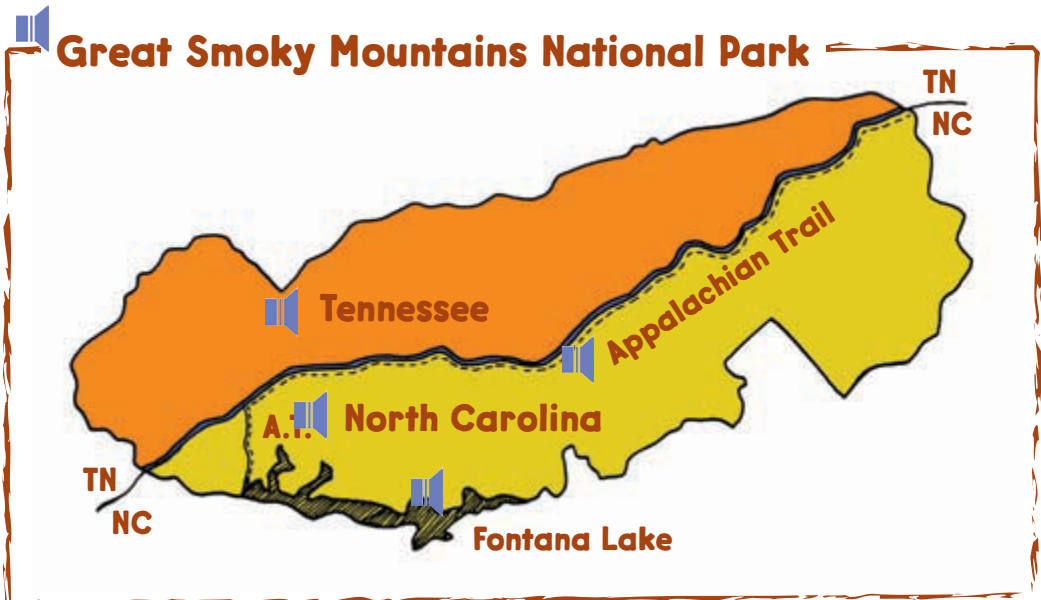 Great Smoky Mountains National Park
TN
NC
Appalachian Trail
Tennessee
A.T.
North Carolina
TN
NC
Fontana Lake